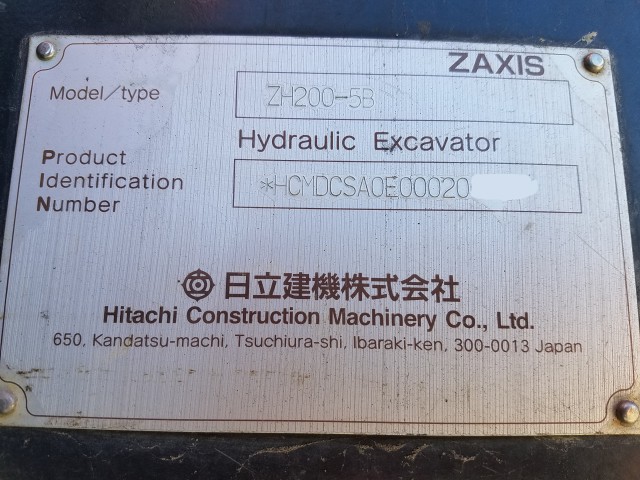 ZAXIS
Model/type ZH200-5B
Hydraulic Excavator
Product
Identification
Number
*HCMDCSA0E00020
日立建機株式会社
Hitachi Construction Machinery Co., Ltd.
650, Kandatsu-machi, Tsuchiura-shi, Ibaraki-ken, 300-0013 Japan